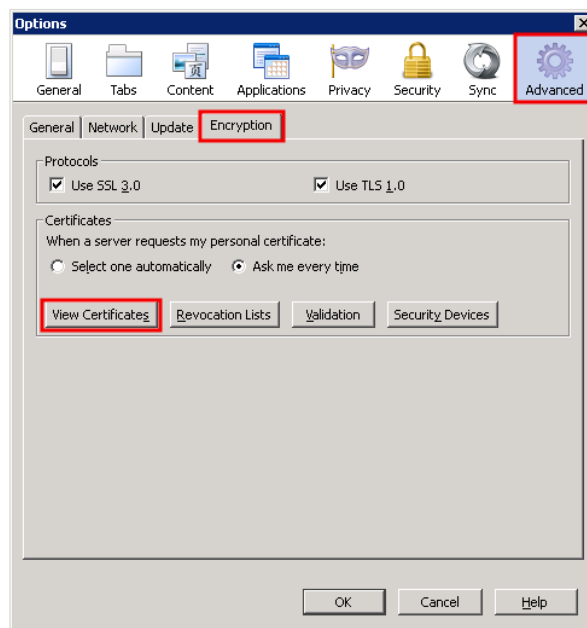 Options
General Tabs Content Applications Privacy Security Sync Advanced
General Network Update Encryption
Protocols
Use SSL 3.0 Use TLS 1.0
Certificates
When a server requests my personal certificate:
Select one automatically Ask me every time
View Certificates Revocation Lists Validation Security Devices
OK Cancel Help
页